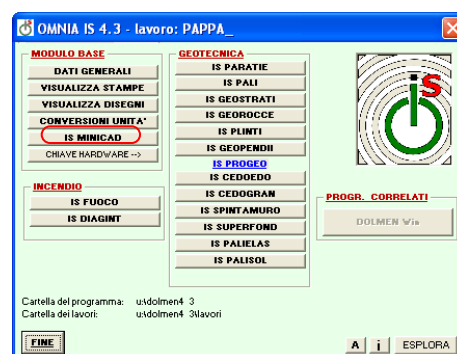 OMNIA IS 4.3 - lavoro: PAPPA_
MODULO BASE
DATI GENERALI
VISUALIZZA STAMPE
VISUALIZZA DISEGNI
CONVERSIONI UNITA'
IS MINICAD
CHIAVE HARDWARE -->
INCENDIO
IS FUOCO
IS DIAGINT
GEOTECNICA
IS PARATIE
IS PALI
IS GEOSTRATI
IS GEOROCCE
IS PLINTI
IS GEOPENDII
IS PROGEO
IS CEDOEDO
IS CEDOGRAN
IS SPINTAMURO
IS SUPERFOND
IS PALIELAS
IS PALISOL
iS
PROGR. CORRELATI
DOLMEN Win
Cartella del programma: u:\dolmen4 3
Cartella dei lavori: u:\dolmen4 3\lavori
FINE
A i ESPLORA